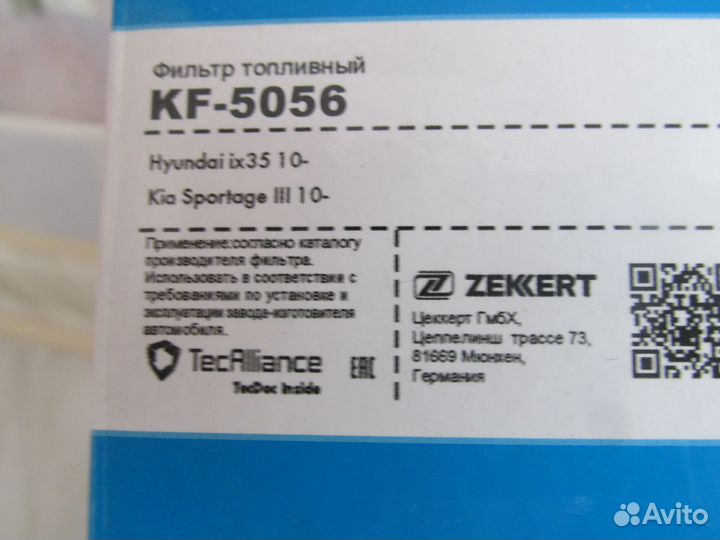 Фильтр топливный
KF-5056
Hyundai ix35 10-
Kia Sportage III 10-
Применение:согласно каталогу
производителя фильтра.
Использовать в соответствии с
требованиями по установке и
эксплуатации завода-изготовителя
автомобиля.
TecAlliance
TecDoc Inside
EAC
ZEKKERT
Цеккерт ГмбХ,
Цеппелинш трассе 73,
81669 Мюнхен,
Германия
Avito